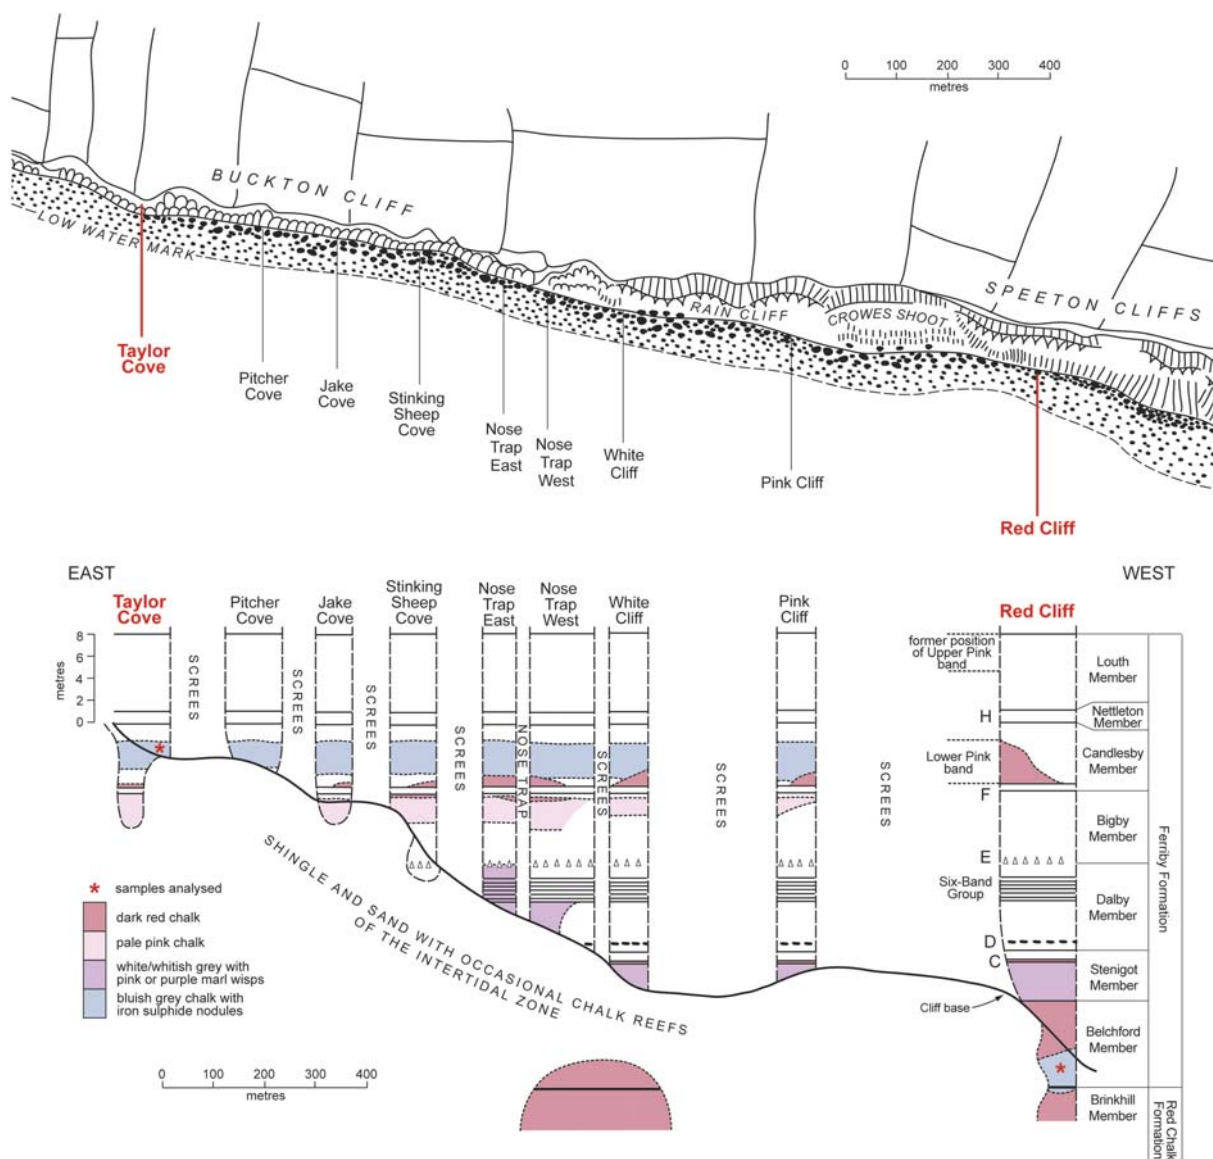 0 100 200 300 400
metres
BUCKTON CLIFF
LOW WATER MARK
SPEETON CLIFFS
RAIN CLIFF
CROWES SHOOT
Taylor
Cove
Pitcher
Cove
Jake
Cove
Stinking
Sheep
Cove
Nose
Trap
East
Nose
Trap
West
White
Cliff
Pink Cliff
Red Cliff
EAST
WEST
Taylor
Cove
Pitcher
Cove
Jake
Cove
Stinking
Sheep
Cove
Nose
Trap
East
Nose
Trap
West
White
Cliff
Pink
Cliff
Red Cliff
8
6
4
2
0
metres
SCREES
SCREES
SCREES
SCREES
NOSE TRAP
SCREES
SCREES
SCREES
former position
of Upper Pink
band
H
Lower Pink
band
F
E
Six-Band
Group
D
C
Cliff base
Louth
Member
Nettleton
Member
Candlesby
Member
Bigby
Member
Dalby
Member
Stenigot
Member
Belchford
Member
Brinkhill
Member
Ferriby Formation
Red Chalk
Formation
SHINGLE AND SAND WITH OCCASIONAL CHALK REEFS
OF THE INTERTIDAL ZONE
* samples analysed
dark red chalk
pale pink chalk
white/whitish grey with
pink or purple marl wisps
bluish grey chalk with
iron sulphide nodules
0 100 200 300 400
metres
*
*